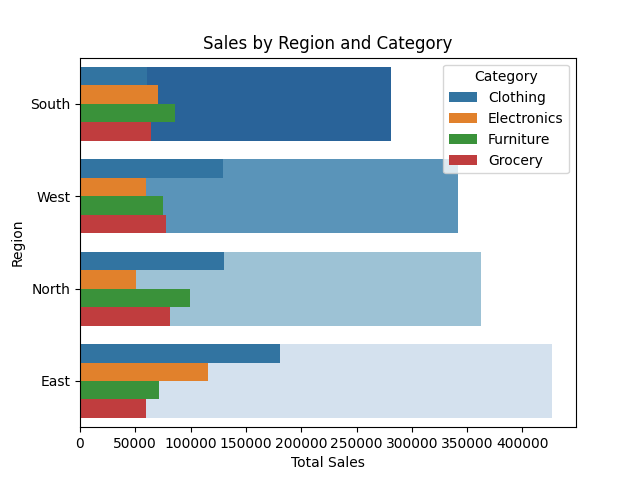 Sales by Region and Category
Category
Clothing
Electronics
Furniture
Grocery
South
West
North
East
Region
0 50000 100000 150000 200000 250000 300000 350000 400000
Total Sales